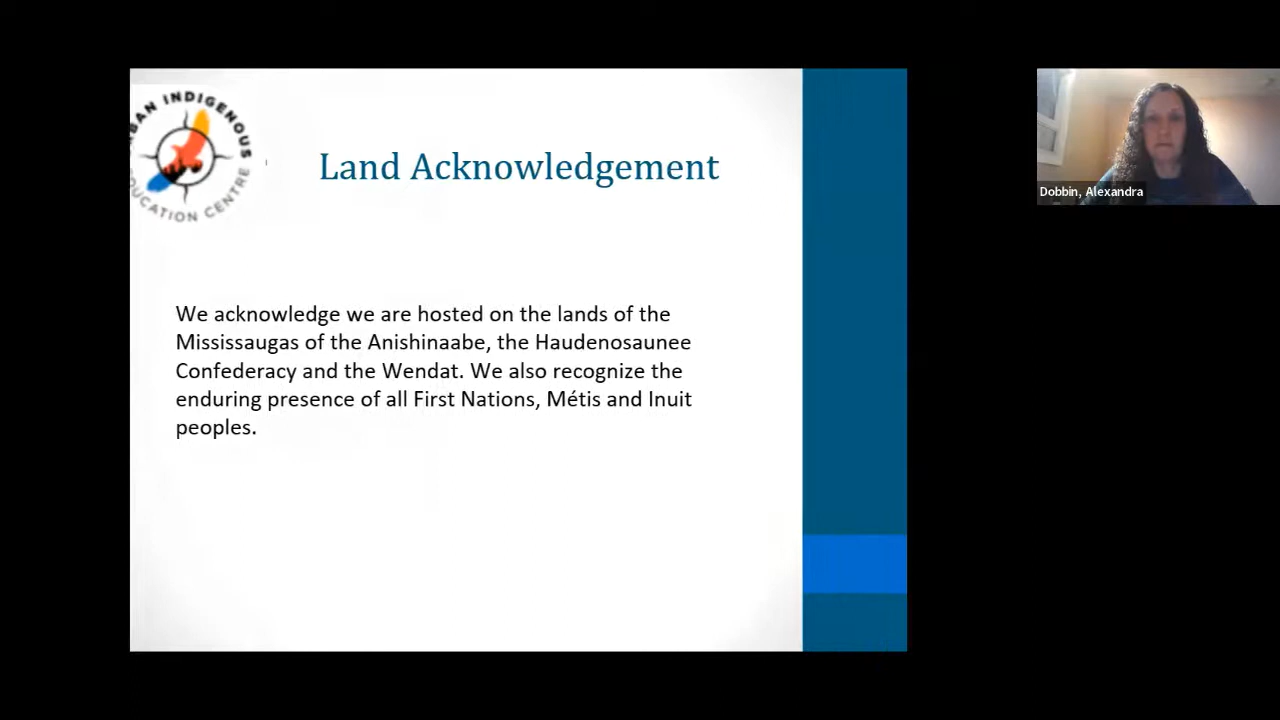 URBAN INDIGENOUS
EDUCATION CENTRE
Land Acknowledgement
We acknowledge we are hosted on the lands of the
Mississaugas of the Anishinaabe, the Haudenosaunee
Confederacy and the Wendat. We also recognize the
enduring presence of all First Nations, Métis and Inuit
peoples.
Dobbin, Alexandra